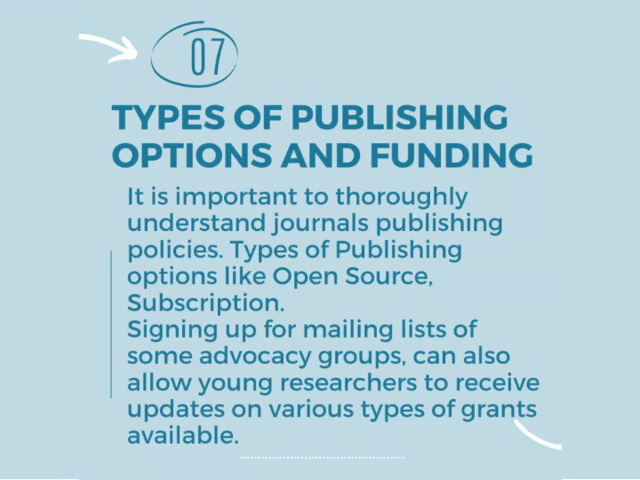 07
TYPES OF PUBLISHING
OPTIONS AND FUNDING
It is important to thoroughly
understand journals publishing
policies. Types of Publishing
options like Open Source,
Subscription.
Signing up for mailing lists of
some advocacy groups, can also
allow young researchers to receive
updates on various types of grants
available.